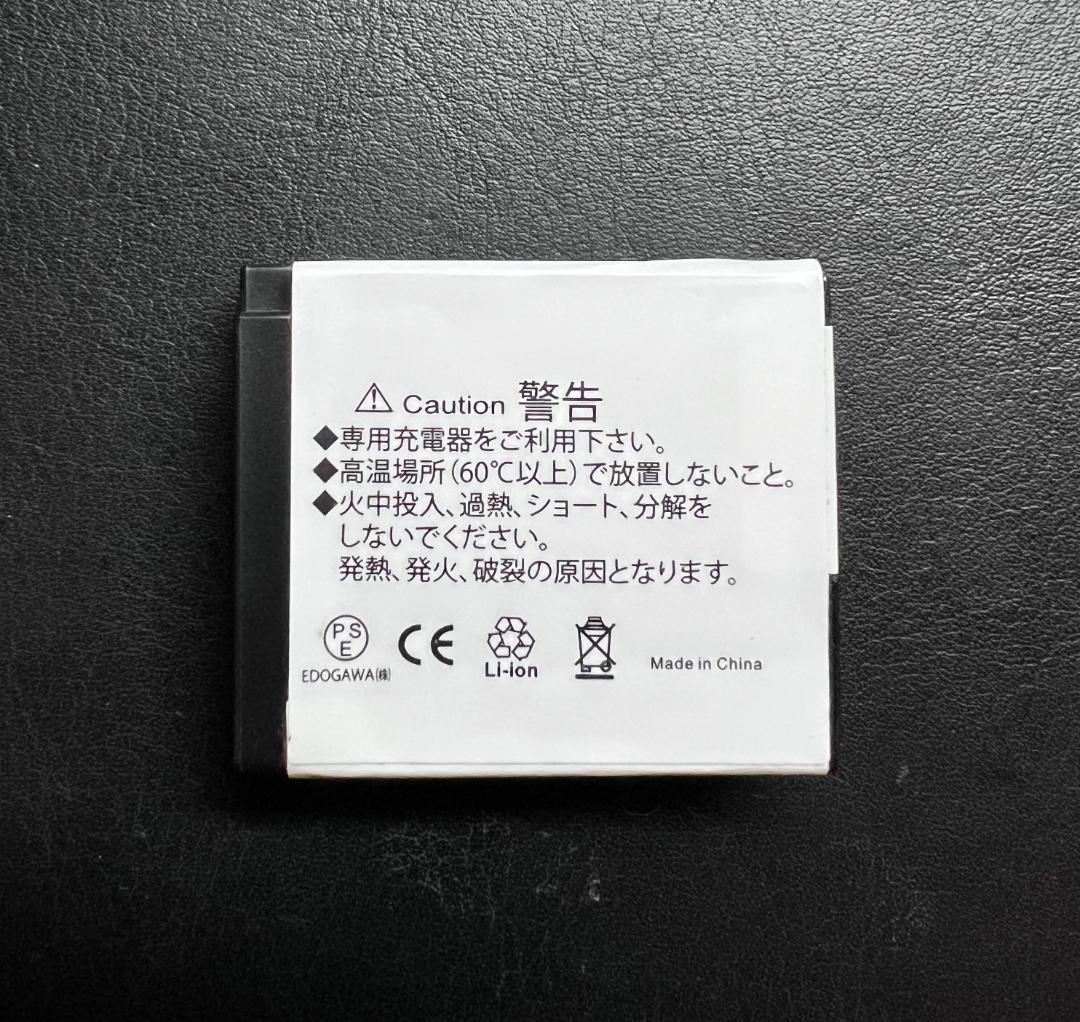 Caution 警告
◆専用充電器をご利用下さい。
◆高温場所(60℃以上)で放置しないこと。
◆火中投入、過熱、ショート、分解を
しないでください。
発熱、発火、破裂の原因となります。
PSE
CE
EDOGAWA㈱
Li-ion
Made in China